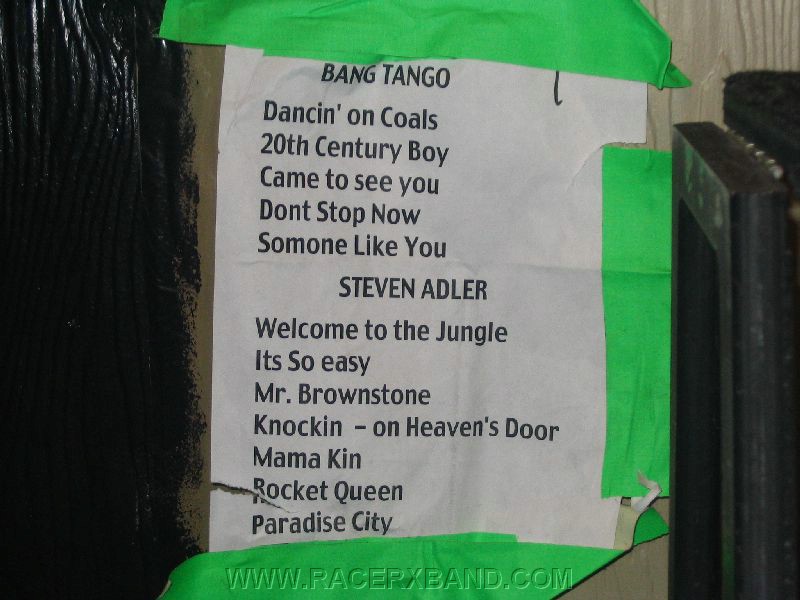 BANG TANGO
Dancin' on Coals
20th Century Boy
Came to see you
Dont Stop Now
Somone Like You
STEVEN ADLER
Welcome to the Jungle
Its So easy
Mr. Brownstone
Knockin - on Heaven's Door
Mama Kin
Rocket Queen
Paradise City
WWW.RACERXBAND.COM